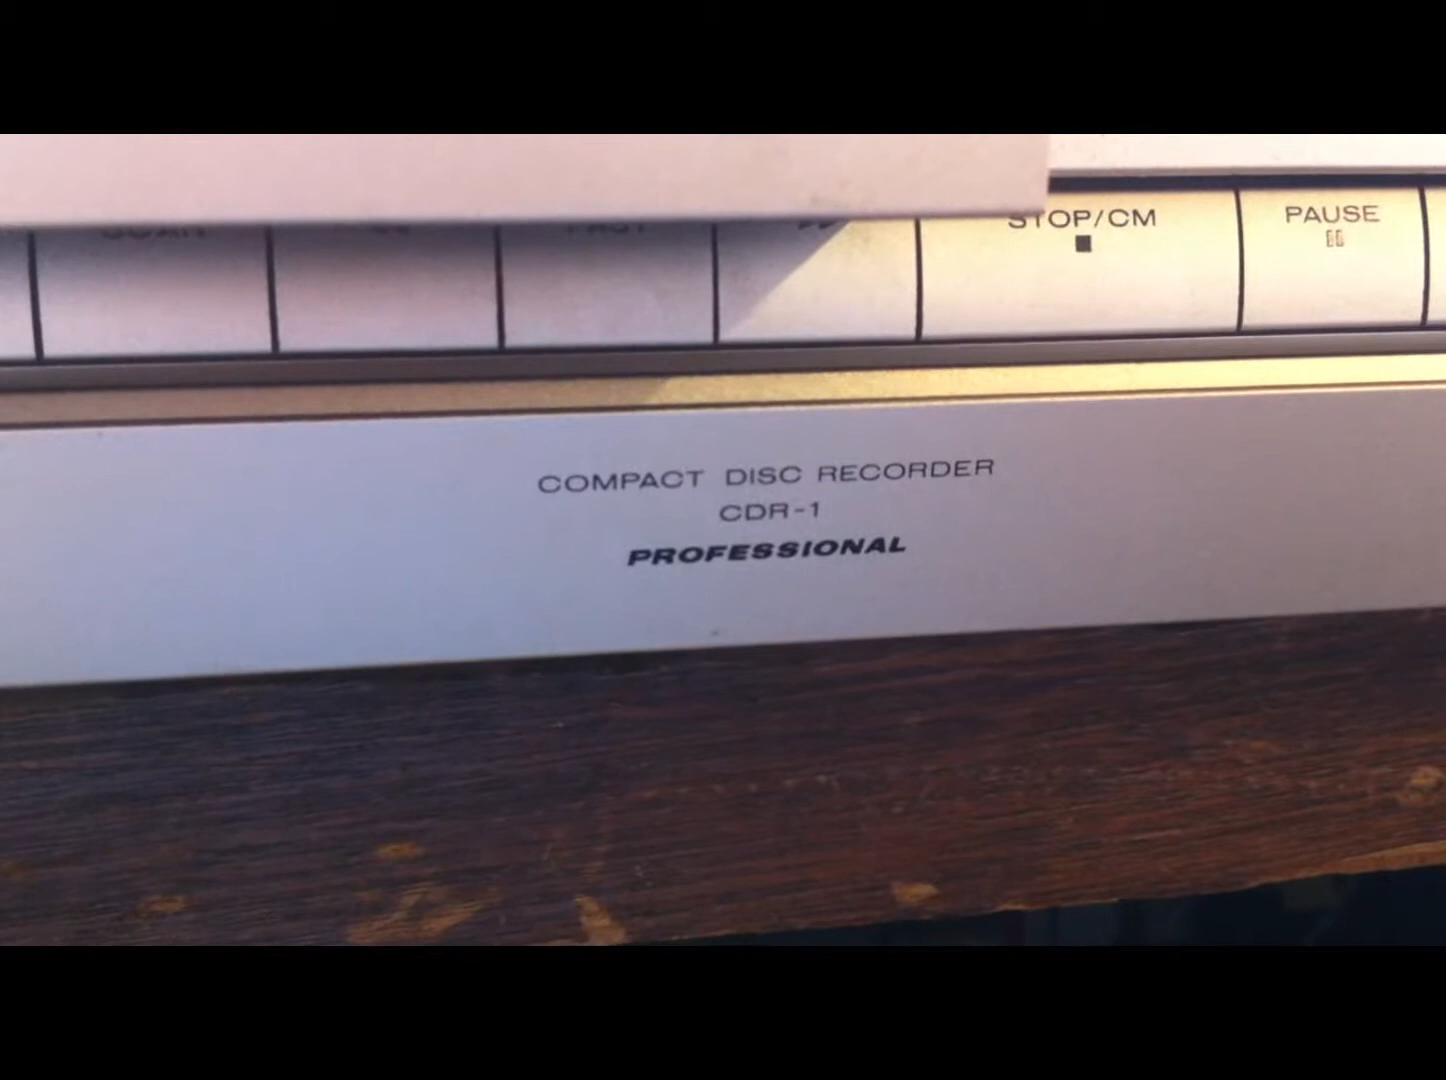 STOP/CM
PAUSE
COMPACT DISC RECORDER
CDR-1
PROFESSIONAL